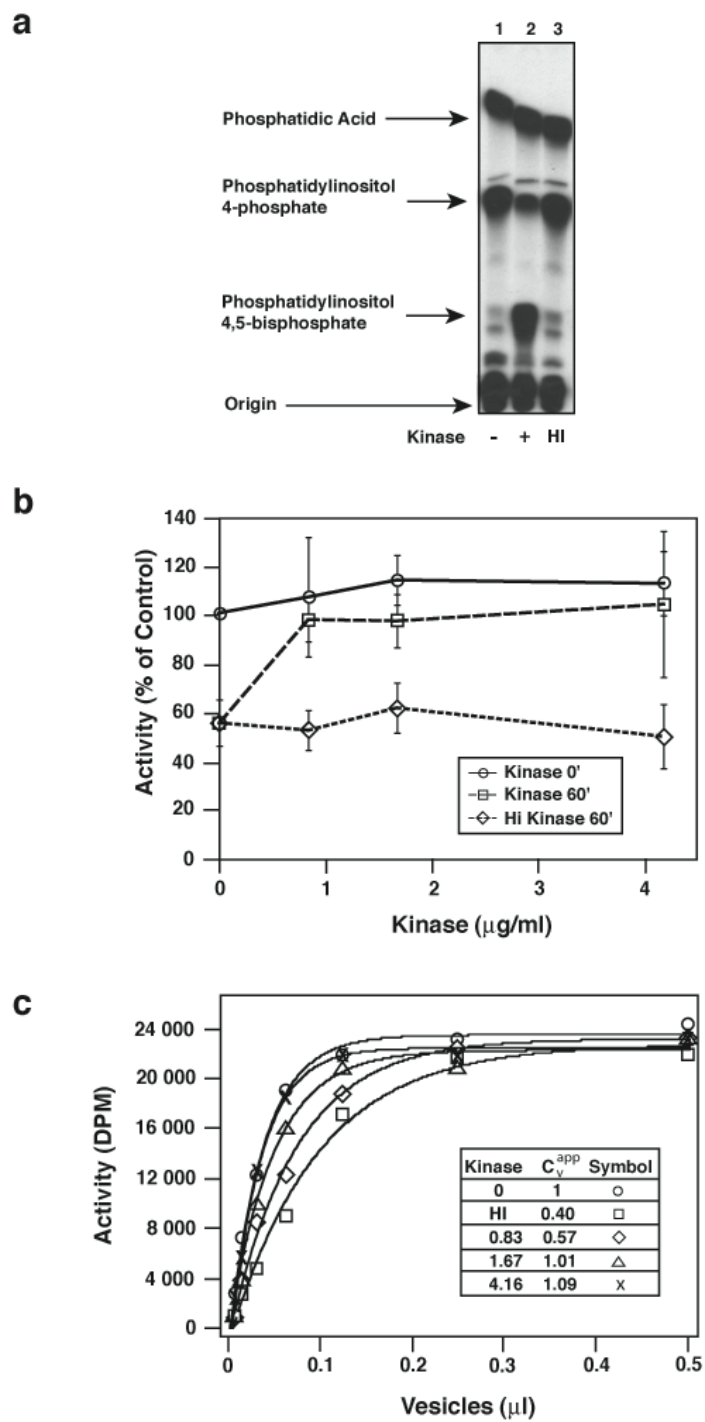 a
1 2 3
Phosphatidic Acid
Phosphatidylinositol
4-phosphate
Phosphatidylinositol
4,5-bisphosphate
Origin
Kinase - + HI
b
Activity (% of Control)
140
120
100
80
60
40
20
0
Kinase 0'
Kinase 60'
Hi Kinase 60'
0 1 2 3 4
Kinase (μg/ml)
c
Activity (DPM)
24 000
20 000
16 000
12 000
8 000
4 000
0
Kinase C_v^app Symbol
0 1
HI 0.40
0.83 0.57
1.67 1.01
4.16 1.09 x
0 0.1 0.2 0.3 0.4 0.5
Vesicles (μl)